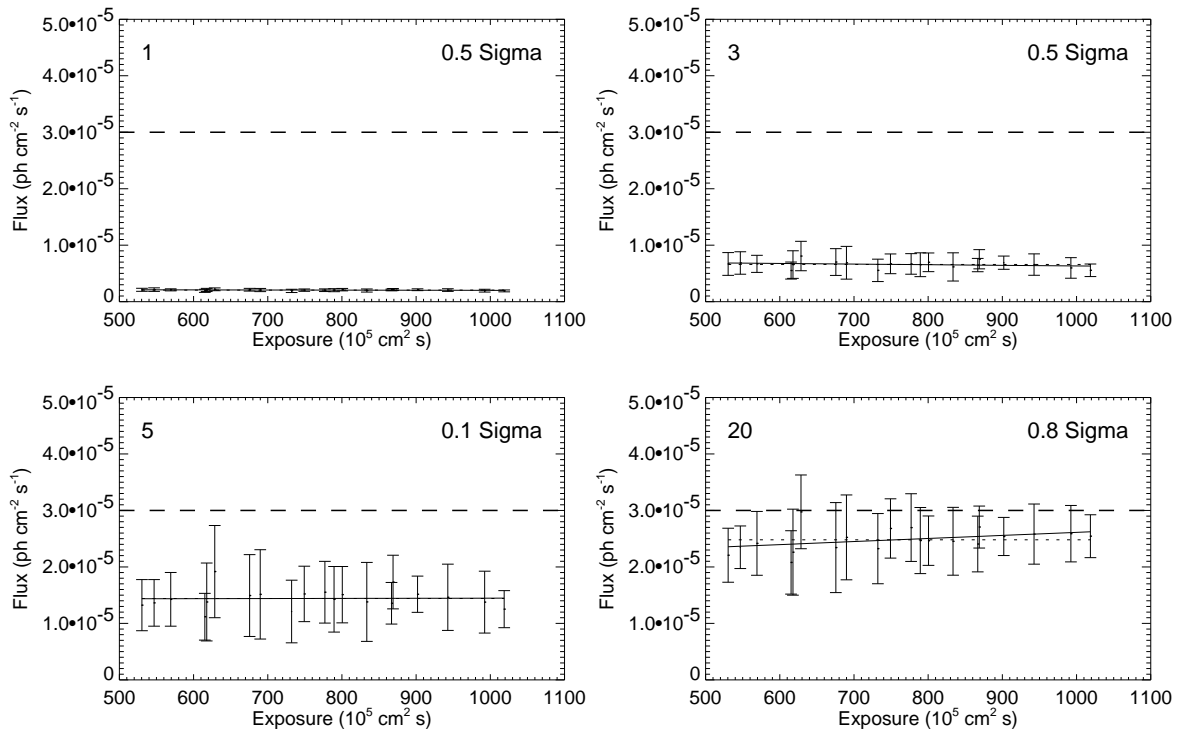 5.0•10⁻⁵
4.0•10⁻⁵
3.0•10⁻⁵
2.0•10⁻⁵
1.0•10⁻⁵
0
Flux (ph cm⁻² s⁻¹)
1
0.5 Sigma
500 600 700 800 900 1000 1100
Exposure (10⁵ cm² s)
5.0•10⁻⁵
4.0•10⁻⁵
3.0•10⁻⁵
2.0•10⁻⁵
1.0•10⁻⁵
0
Flux (ph cm⁻² s⁻¹)
3
0.5 Sigma
500 600 700 800 900 1000 1100
Exposure (10⁵ cm² s)
5.0•10⁻⁵
4.0•10⁻⁵
3.0•10⁻⁵
2.0•10⁻⁵
1.0•10⁻⁵
0
Flux (ph cm⁻² s⁻¹)
5
0.1 Sigma
500 600 700 800 900 1000 1100
Exposure (10⁵ cm² s)
5.0•10⁻⁵
4.0•10⁻⁵
3.0•10⁻⁵
2.0•10⁻⁵
1.0•10⁻⁵
0
Flux (ph cm⁻² s⁻¹)
20
0.8 Sigma
500 600 700 800 900 1000 1100
Exposure (10⁵ cm² s)